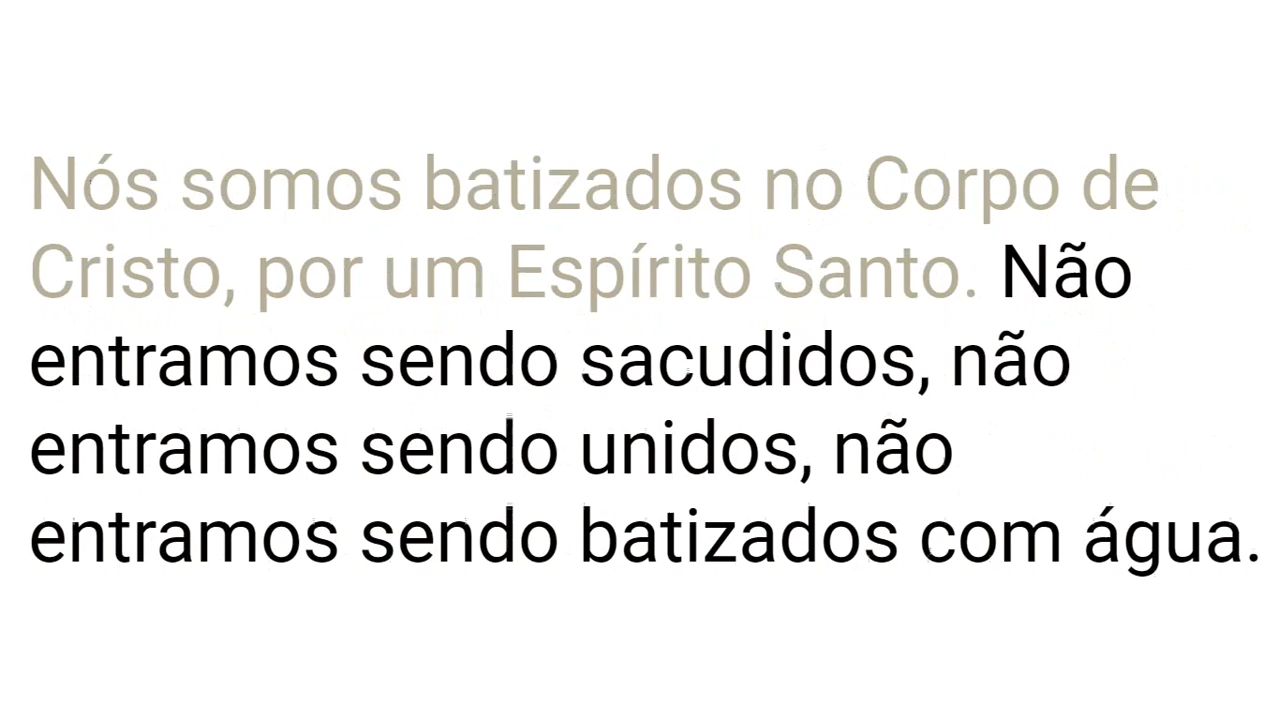 Nós somos batizados no Corpo de
Cristo, por um Espírito Santo. Não
entramos sendo sacudidos, não
entramos sendo unidos, não
entramos sendo batizados com água.